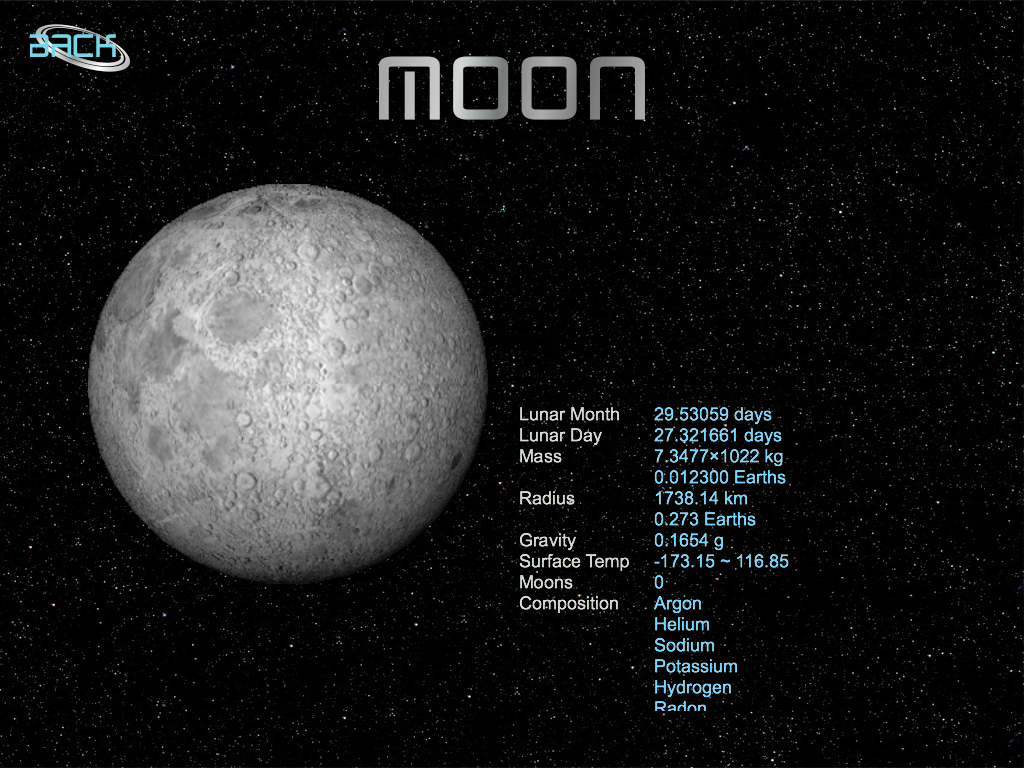 BACK
MOON
Lunar Month 29.53059 days
Lunar Day 27.321661 days
Mass 7.3477×1022 kg
0.012300 Earths
Radius 1738.14 km
0.273 Earths
Gravity 0.1654 g
Surface Temp -173.15 ~ 116.85
Moons 0
Composition Argon
Helium
Sodium
Potassium
Hydrogen
Radon